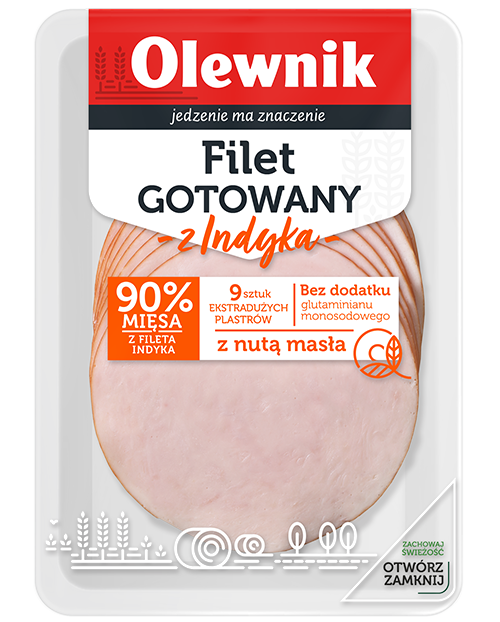 Olewnik
jedzenie ma znaczenie
Filet
GOTOWANY
- z Indyka -
90%
MIĘSA
Z FILETA
INDYKA
9 sztuk
EKSTRADUŻYCH
PLASTRÓW
Bez dodatku
glutaminianu
monosodowego
z nutą masła
ZACHOWAJ
ŚWIEŻOŚĆ
OTWÓRZ
ZAMKNIJ